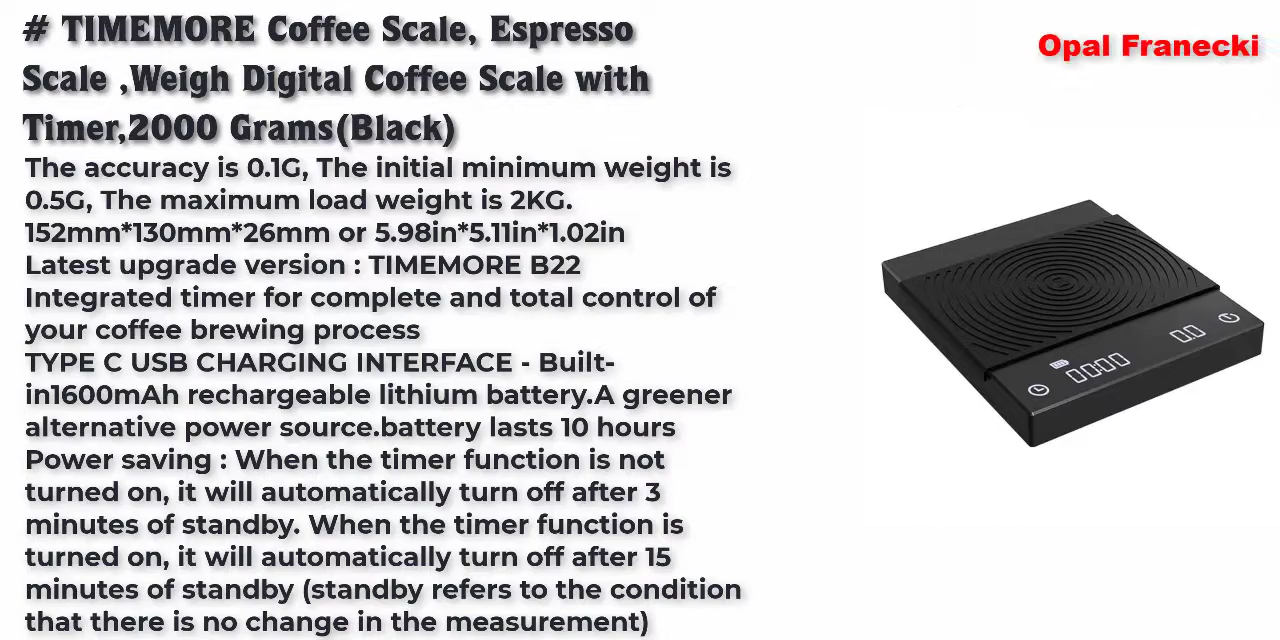 # TIMEMORE Coffee Scale, Espresso
Scale ,Weigh Digital Coffee Scale with
Timer,2000 Grams(Black)
Opal Franecki
The accuracy is 0.1G, The initial minimum weight is
0.5G, The maximum load weight is 2KG.
152mm*130mm*26mm or 5.98in*5.11in*1.02in
Latest upgrade version : TIMEMORE B22
Integrated timer for complete and total control of
your coffee brewing process
TYPE C USB CHARGING INTERFACE - Built-
in1600mAh rechargeable lithium battery.A greener
alternative power source.battery lasts 10 hours
Power saving : When the timer function is not
turned on, it will automatically turn off after 3
minutes of standby. When the timer function is
turned on, it will automatically turn off after 15
minutes of standby (standby refers to the condition
that there is no change in the measurement)
00:00
0.0